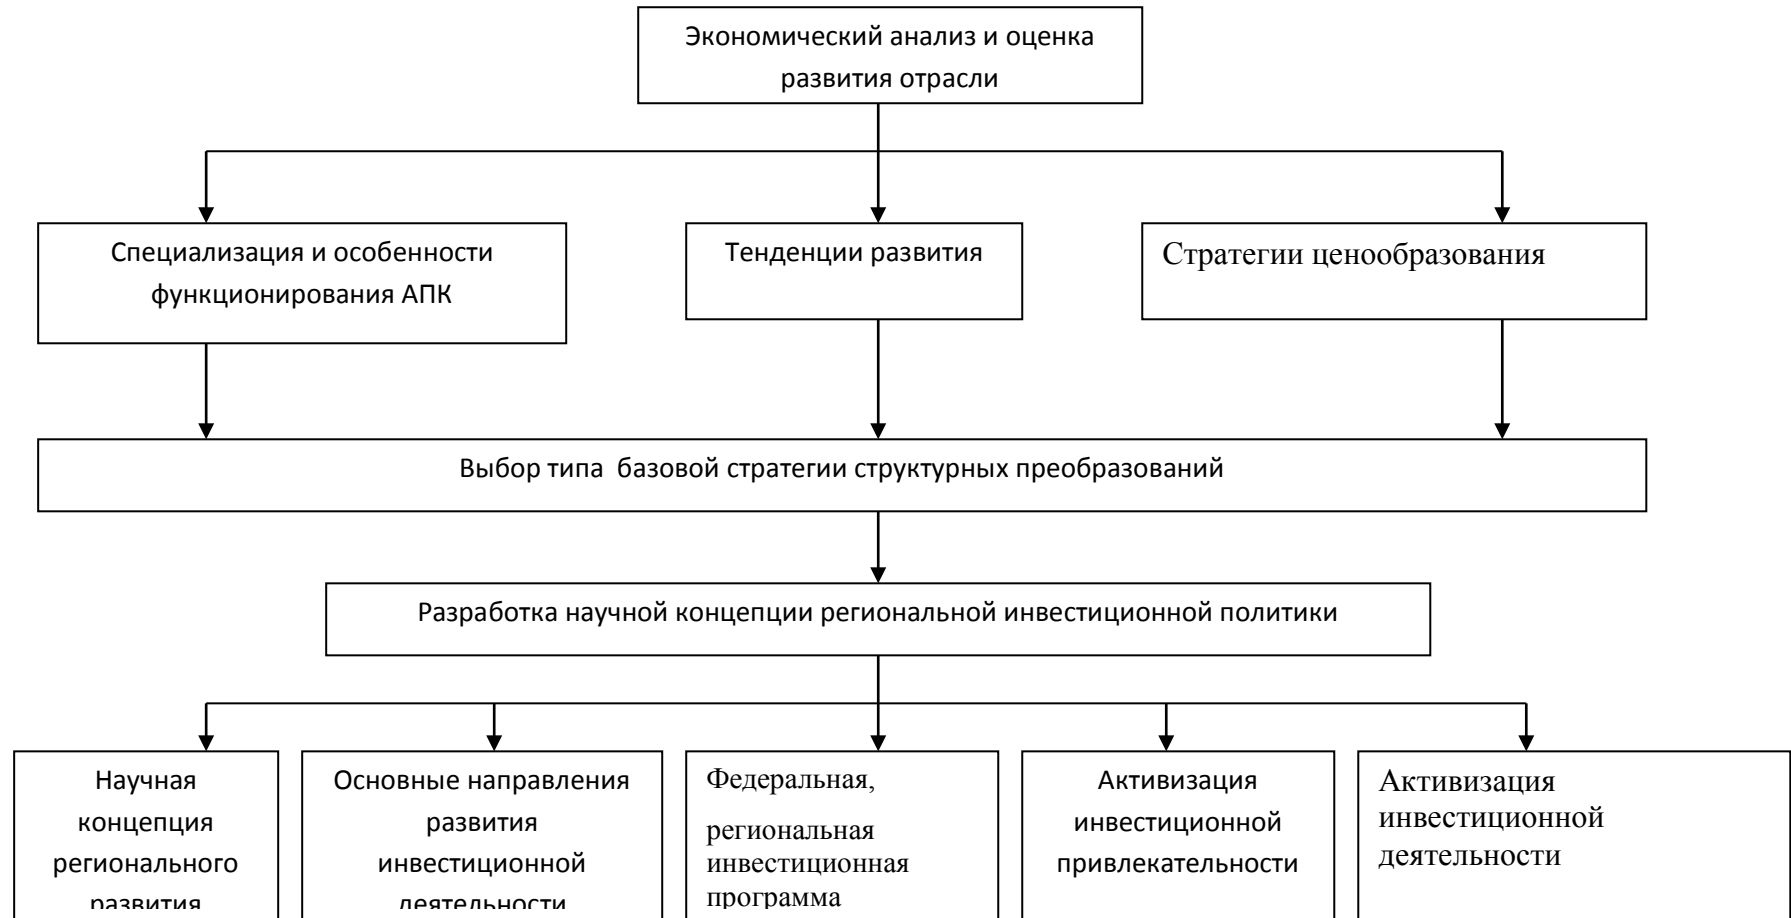 Экономический анализ и оценка
развития отрасли
Специализация и особенности
функционирования АПК
Тенденции развития
Стратегии ценообразования
Выбор типа  базовой стратегии структурных преобразований
Разработка научной концепции региональной инвестиционной политики
Научная
концепция
регионального
развития
Основные направления
развития
инвестиционной
деятельности
Федеральная,
региональная
инвестиционная
программа
Активизация
инвестиционной
привлекательности
Активизация
инвестиционной
деятельности